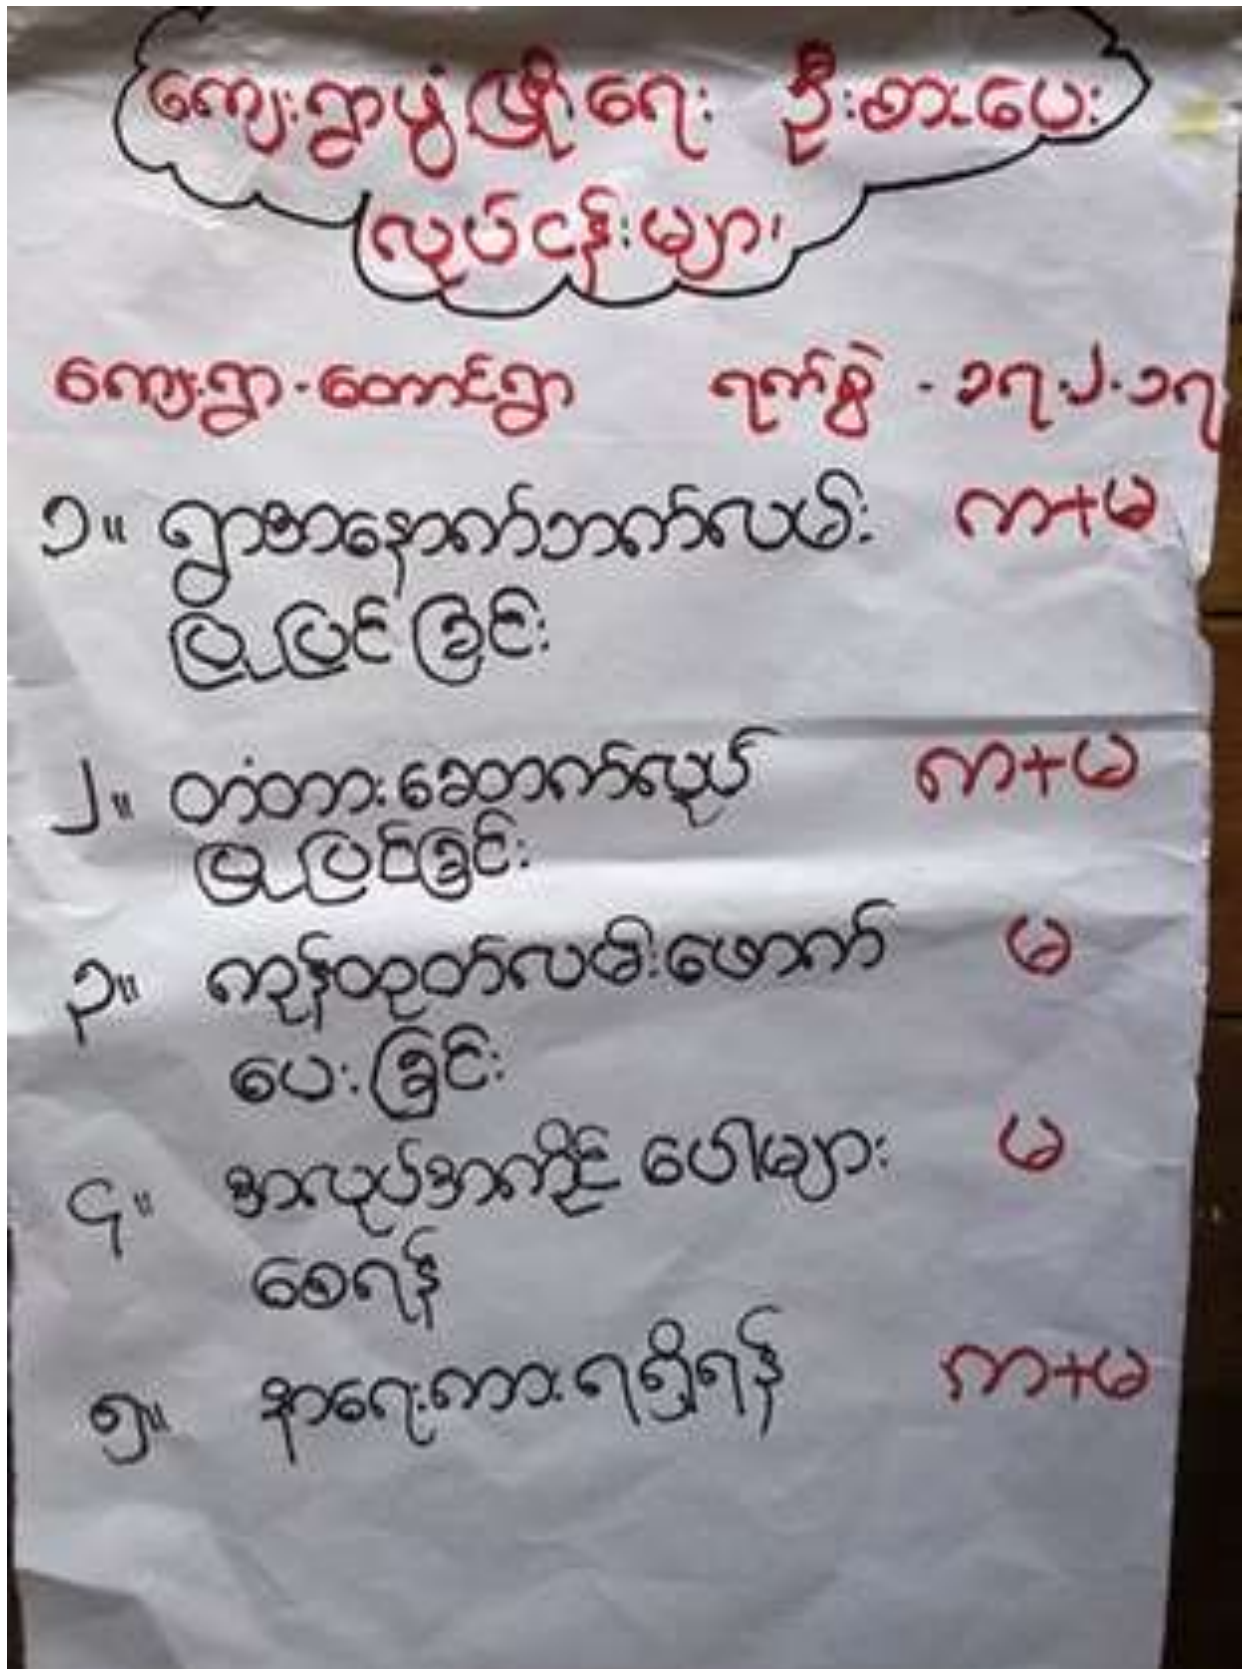 ကျေးရွာဖွံ့ဖြိုးရေး ဦးစားပေး
လုပ်ငန်းများ
ကျေးရွာ - တောင်ရွာ ရက်စွဲ - ၁၇.၂.၁၇
၁။ ရွာအနောက်ဘက်လမ်း က+မ
ပြုပြင်ခြင်း
၂။ တံတားဆောက်လုပ် က+မ
ပြုပြင်ခြင်း
၃။ ကုန်ထုတ်လမ်းဖောက် မ
ပေးခြင်း
၄။ အလုပ်အကိုင် ပေါများ မ
စေရန်
၅။ နာရေးကားရရှိရန် က+မ